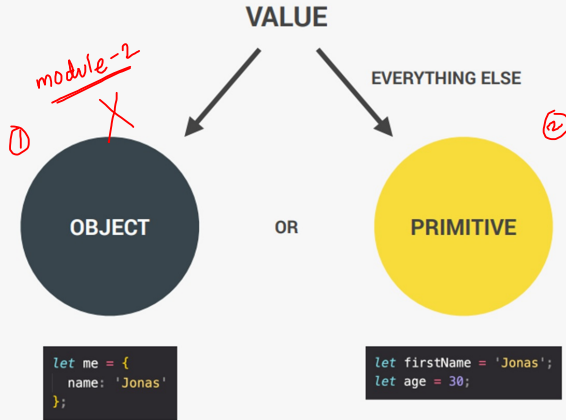 VALUE
module-2
EVERYTHING ELSE
①
②
OBJECT
OR
PRIMITIVE
let me = {
name: 'Jonas'
};
let firstName = 'Jonas';
let age = 30;